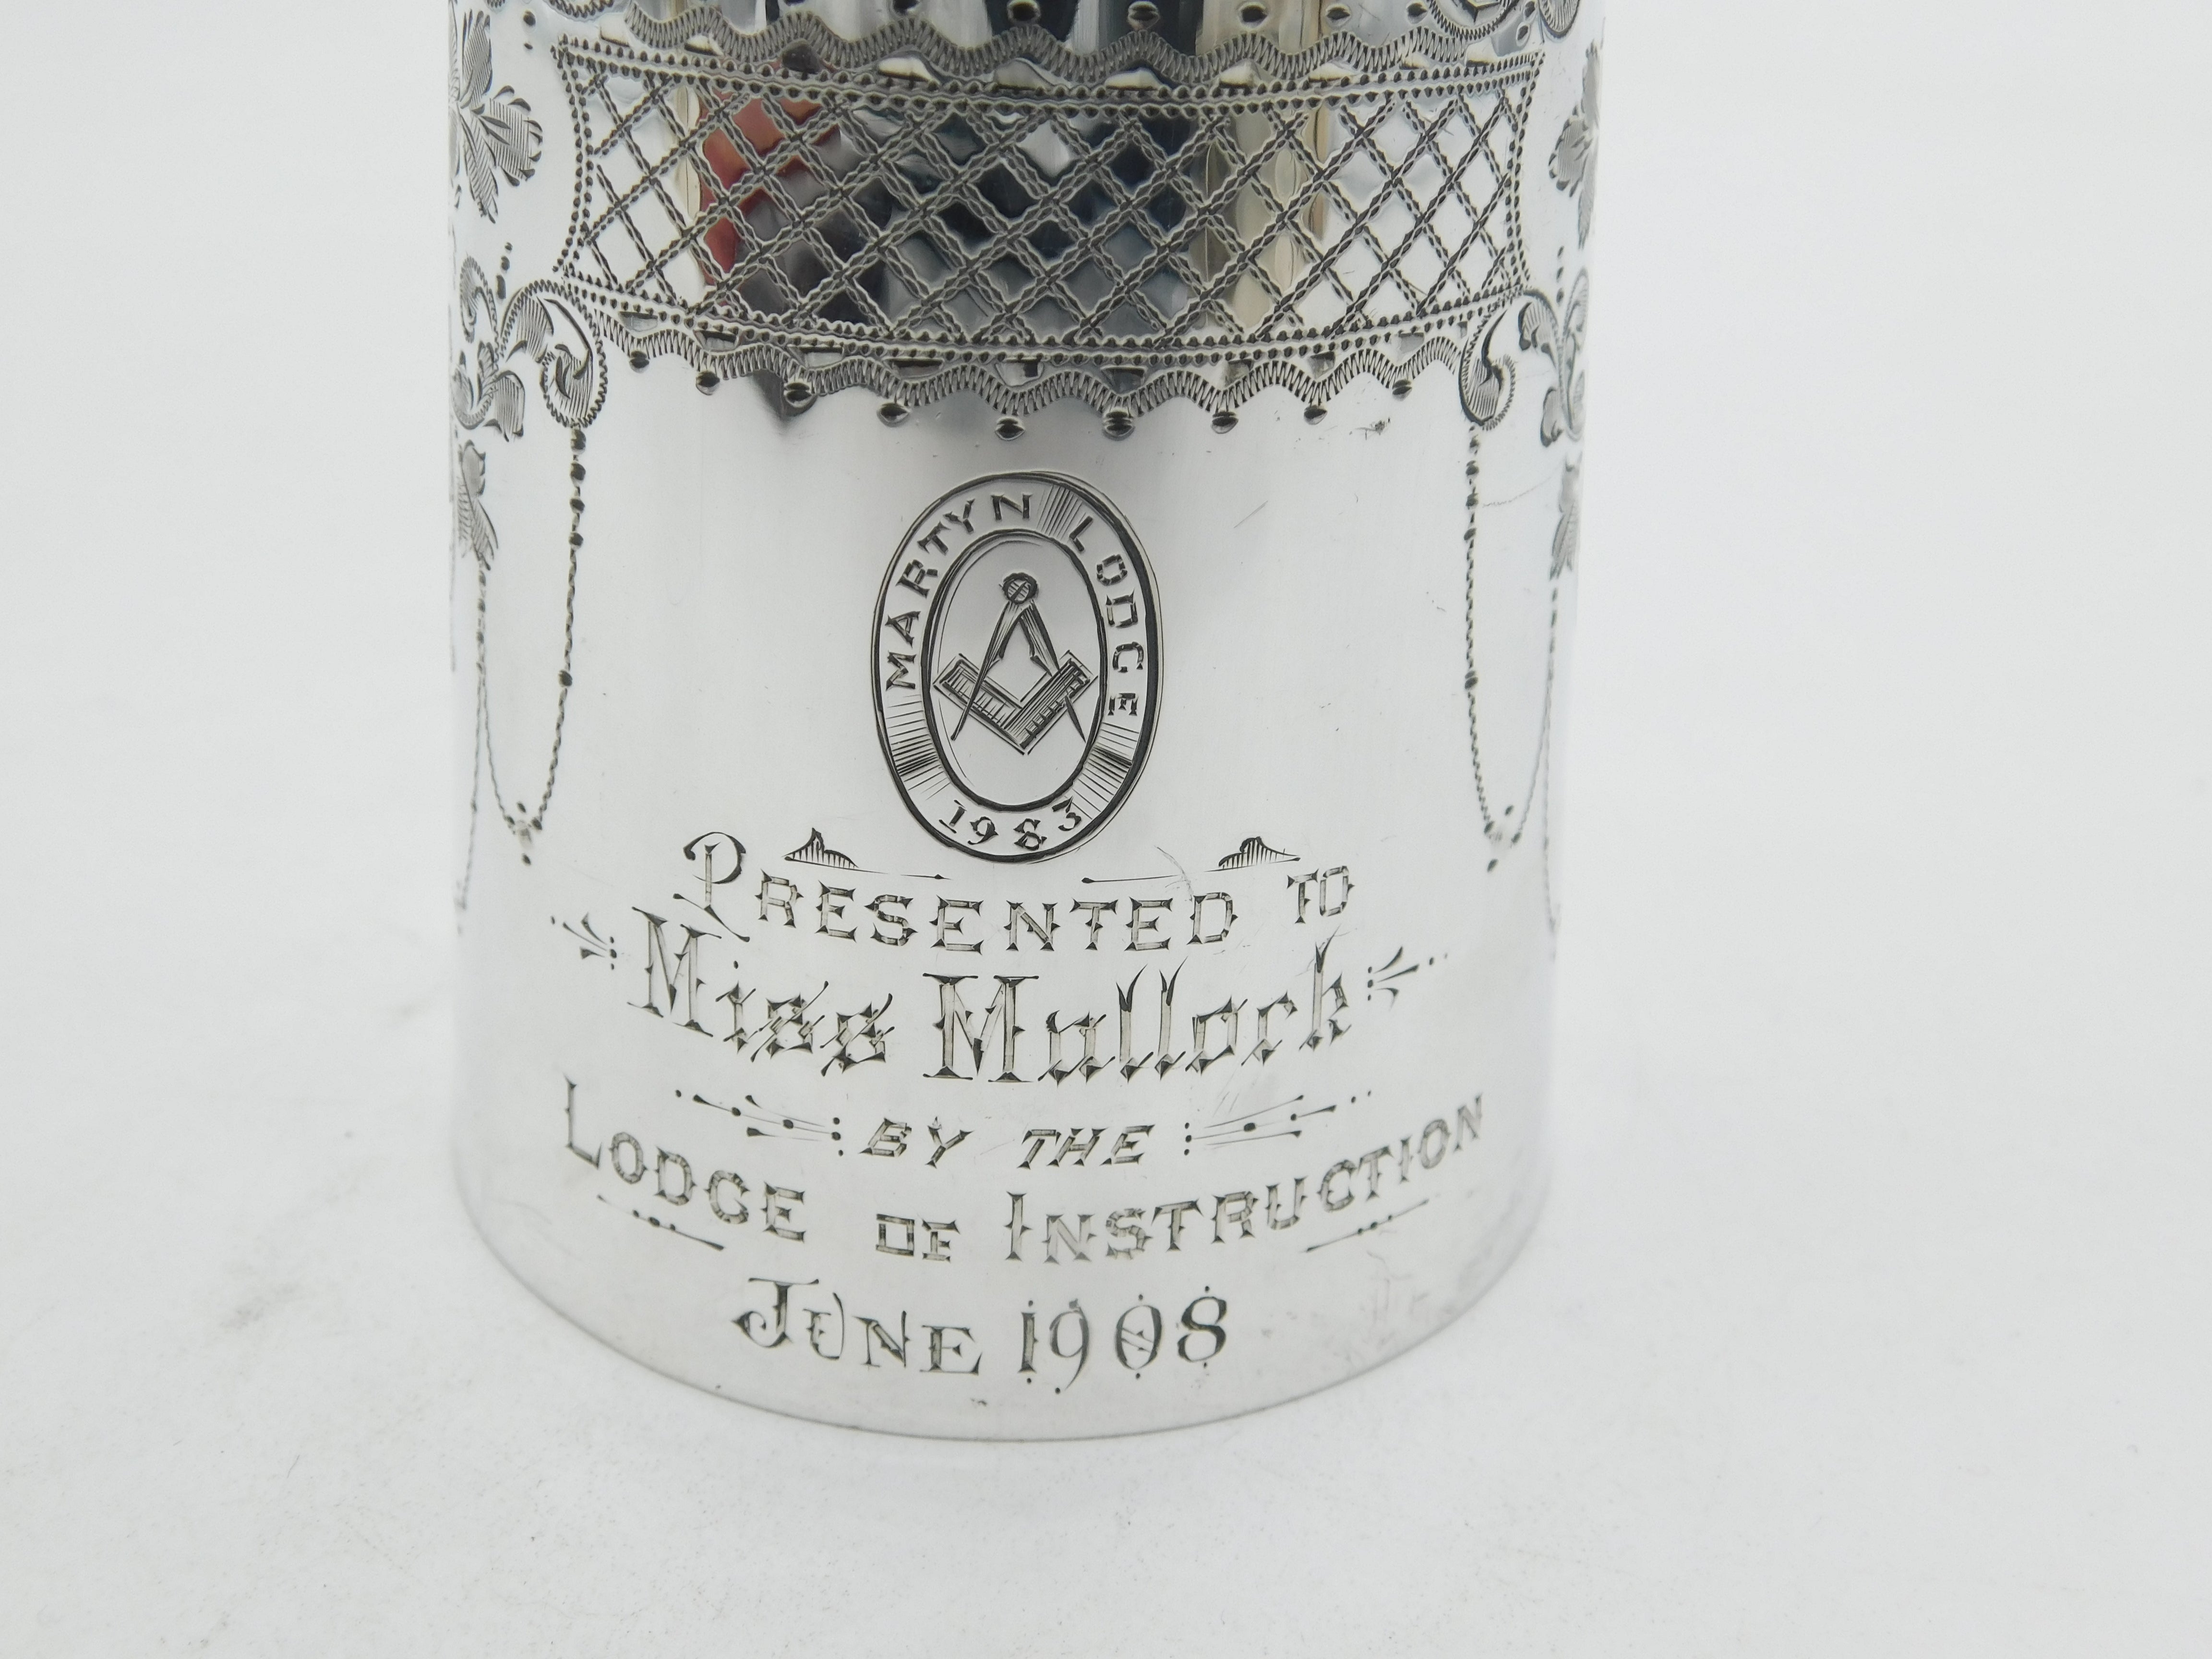 MARTYN LODGE
1983
PRESENTED TO
Miss Mullock
BY THE
LODGE OF INSTRUCTION
JUNE 1908